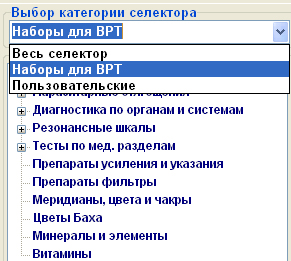 Выбор категории селектора
Наборы для ВРТ
Весь селектор
Наборы для ВРТ
Пользовательские
Диагностика по органам и системам
Резонансные шкалы
Тесты по мед. разделам
Препараты усиления и указания
Препараты фильтры
Меридианы, цвета и чакры
Цветы Баха
Минералы и элементы
Витамины